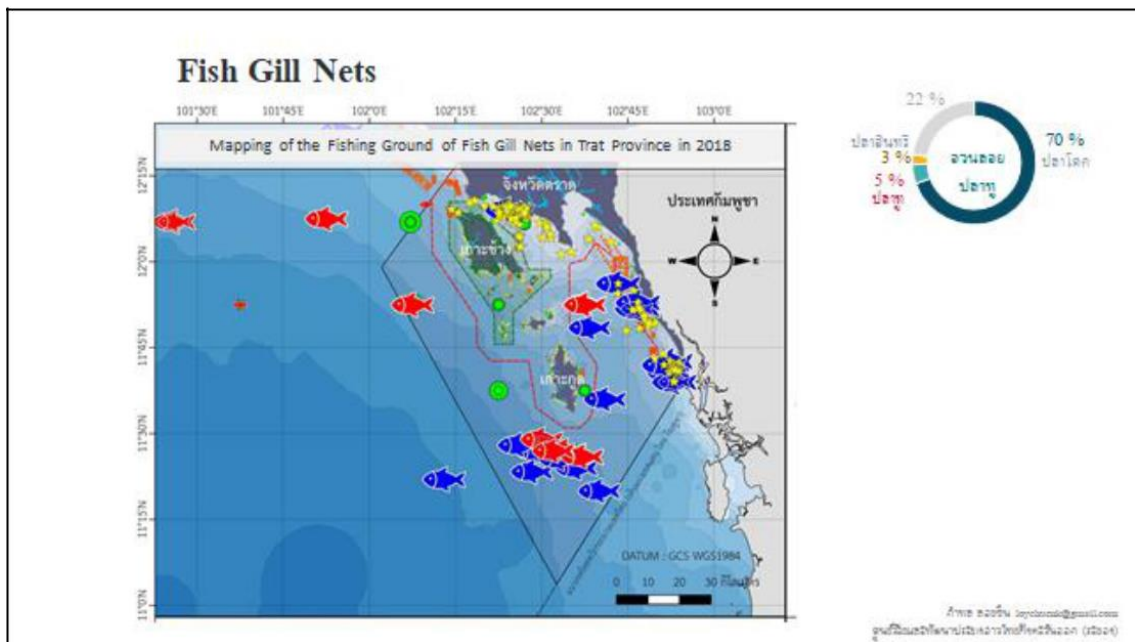 Fish Gill Nets
101°30'E 101°45'E 102°0'E 102°15'E 102°30'E 102°45'E 103°0'E
Mapping of the Fishing Ground of Fish Gill Nets in Trat Province in 2018
12°15'N
12°0'N
11°45'N
11°30'N
11°15'N
11°0'N
จังหวัดตราด
ประเทศกัมพูชา
เกาะช้าง
เกาะกูด
N
W E
S
DATUM : GCS WGS1984
0 10 20 30 กิโลเมตร
22 %
ปลาอินทรี
3 %
5 %
ปลาทู
อวนลอย
ปลาทู
70 %
ปลาโอ